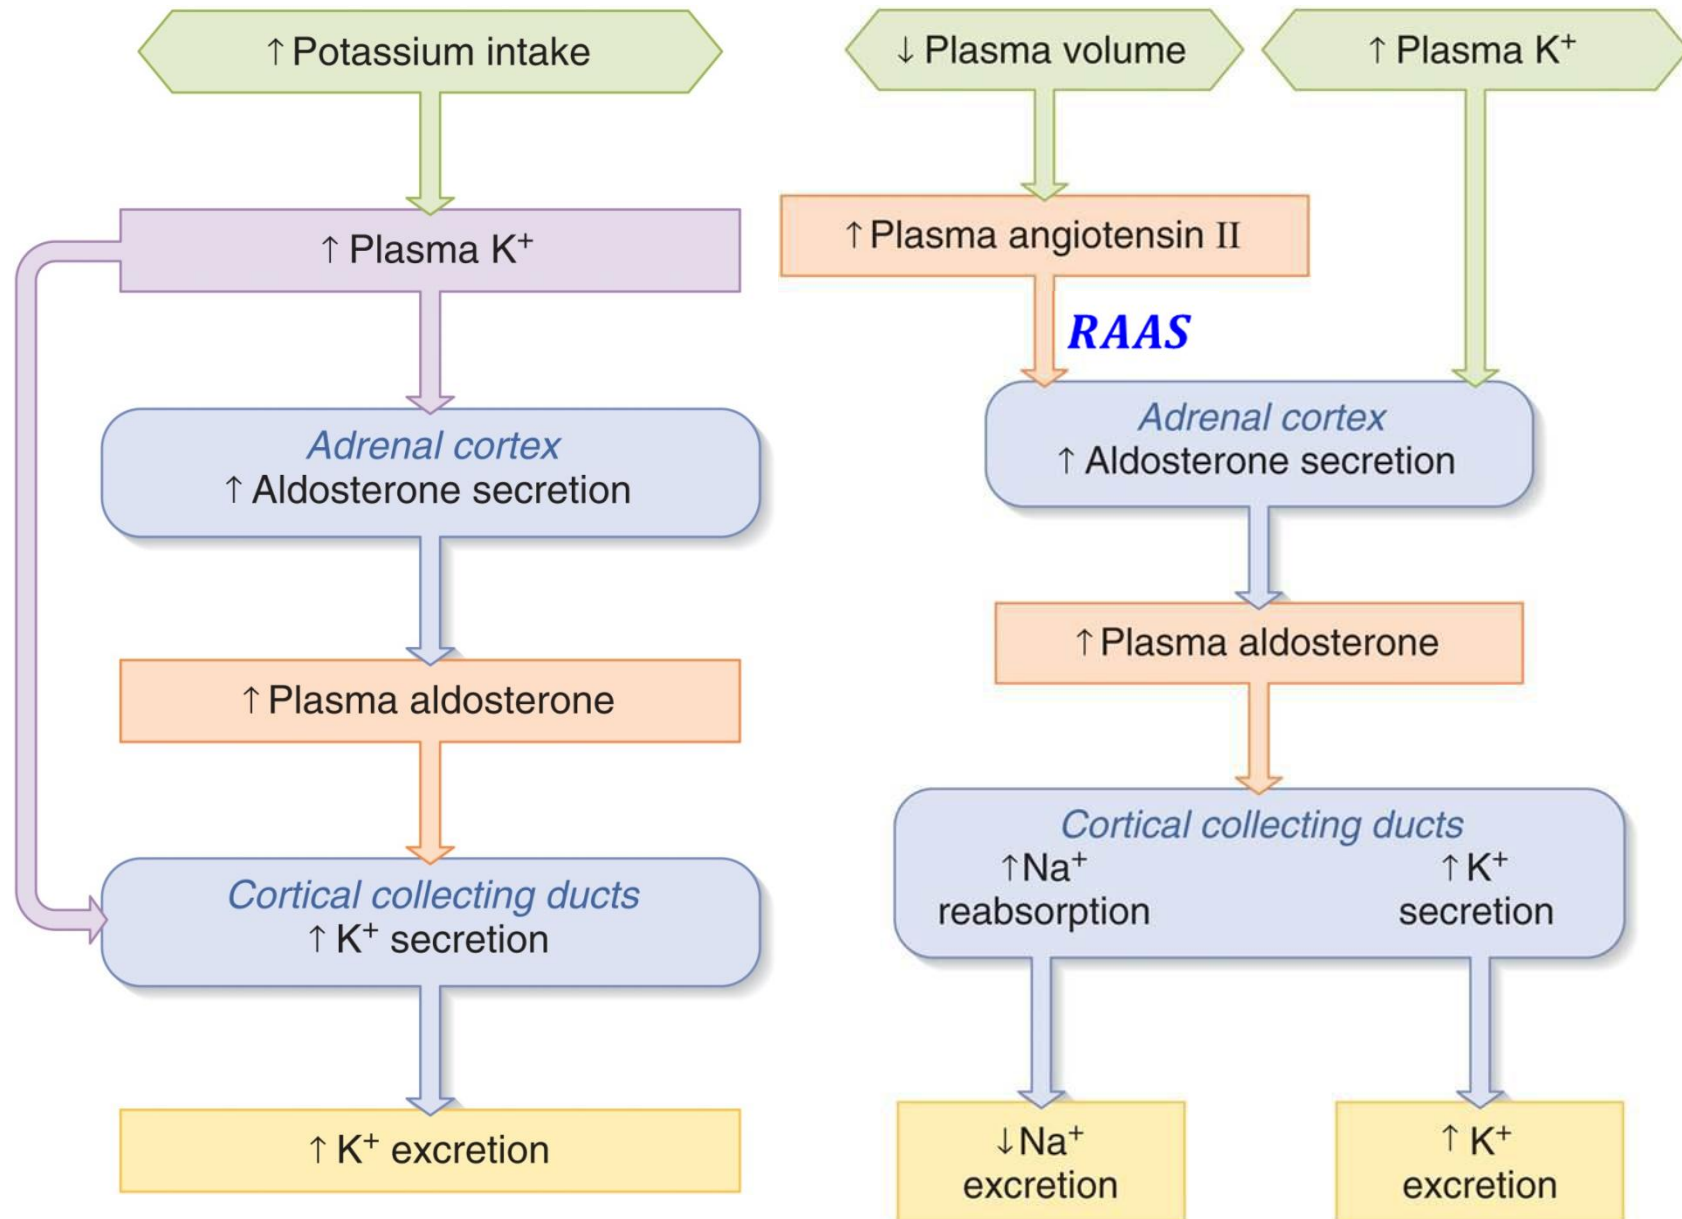 ↑ Potassium intake
↑ Plasma K⁺
Adrenal cortex
↑ Aldosterone secretion
↑ Plasma aldosterone
Cortical collecting ducts
↑ K⁺ secretion
↑ K⁺ excretion
↓ Plasma volume
↑ Plasma K⁺
↑ Plasma angiotensin II
RAAS
Adrenal cortex
↑ Aldosterone secretion
↑ Plasma aldosterone
Cortical collecting ducts
↑ Na⁺
reabsorption
↑ K⁺
secretion
↓ Na⁺
excretion
↑ K⁺
excretion